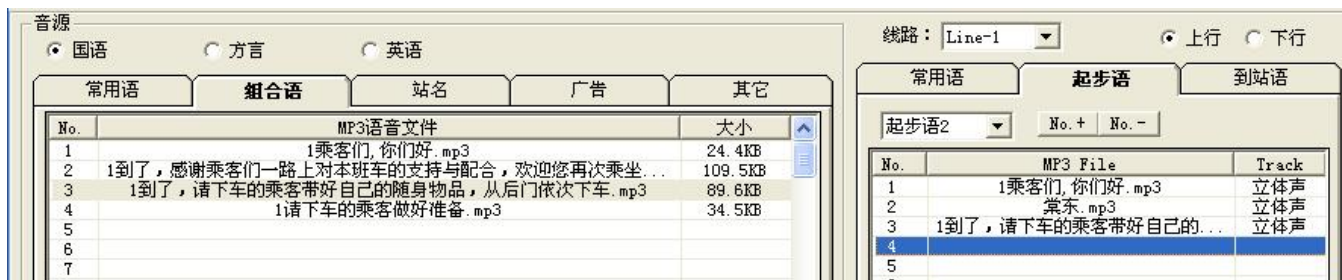 音源
国语 方言 英语
常用语 组合语 站名 广告 其它
No. MP3语音文件 大小
1 1乘客们,你们好.mp3 24.4KB
2 1到了，感谢乘客们一路上对本班车的支持与配合，欢迎您再次乘坐... 109.5KB
3 1到了，请下车的乘客带好自己的随身物品，从后门依次下车.mp3 89.6KB
4 1请下车的乘客做好准备.mp3 34.5KB
5
6
7
线路： Line-1 上行 下行
常用语 起步语 到站语
起步语2 No.+ No.-
No. MP3 File Track
1 1乘客们,你们好.mp3 立体声
2 棠东.mp3 立体声
3 1到了，请下车的乘客带好自己的... 立体声
4
5